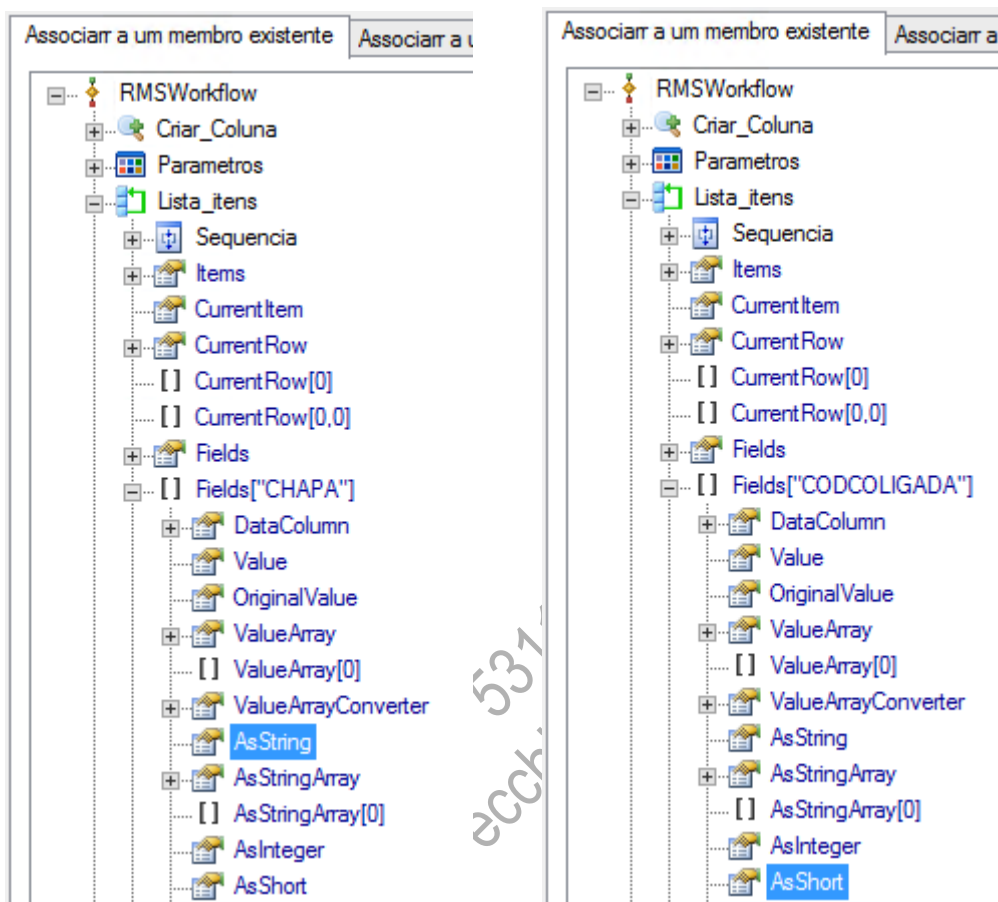 Associarr a um membro existente
Associarr a u
RMSWorkflow
Criar_Coluna
Parametros
Lista_itens
Sequencia
Items
CurrentItem
CurrentRow
[ ] CurrentRow[0]
[ ] CurrentRow[0,0]
Fields
[ ] Fields["CHAPA"]
DataColumn
Value
OriginalValue
ValueArray
[ ] ValueArray[0]
ValueArrayConverter
AsString
AsStringArray
[ ] AsStringArray[0]
AsInteger
AsShort
Associarr a um membro existente
Associarr a
RMSWorkflow
Criar_Coluna
Parametros
Lista_itens
Sequencia
Items
CurrentItem
CurrentRow
[ ] CurrentRow[0]
[ ] CurrentRow[0,0]
Fields
[ ] Fields["CODCOLIGADA"]
DataColumn
Value
OriginalValue
ValueArray
[ ] ValueArray[0]
ValueArrayConverter
AsString
AsStringArray
[ ] AsStringArray[0]
AsInteger
AsShort